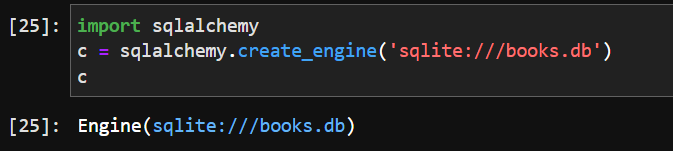 [25]: import sqlalchemy
c = sqlalchemy.create_engine('sqlite:///books.db')
c
[25]: Engine(sqlite:///books.db)